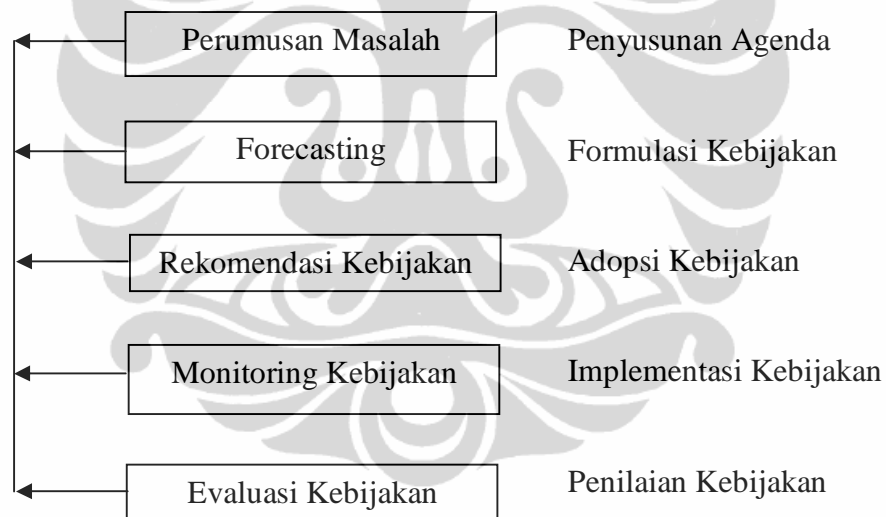 Perumusan Masalah
Penyusunan Agenda
Forecasting
Formulasi Kebijakan
Rekomendasi Kebijakan
Adopsi Kebijakan
Monitoring Kebijakan
Implementasi Kebijakan
Evaluasi Kebijakan
Penilaian Kebijakan